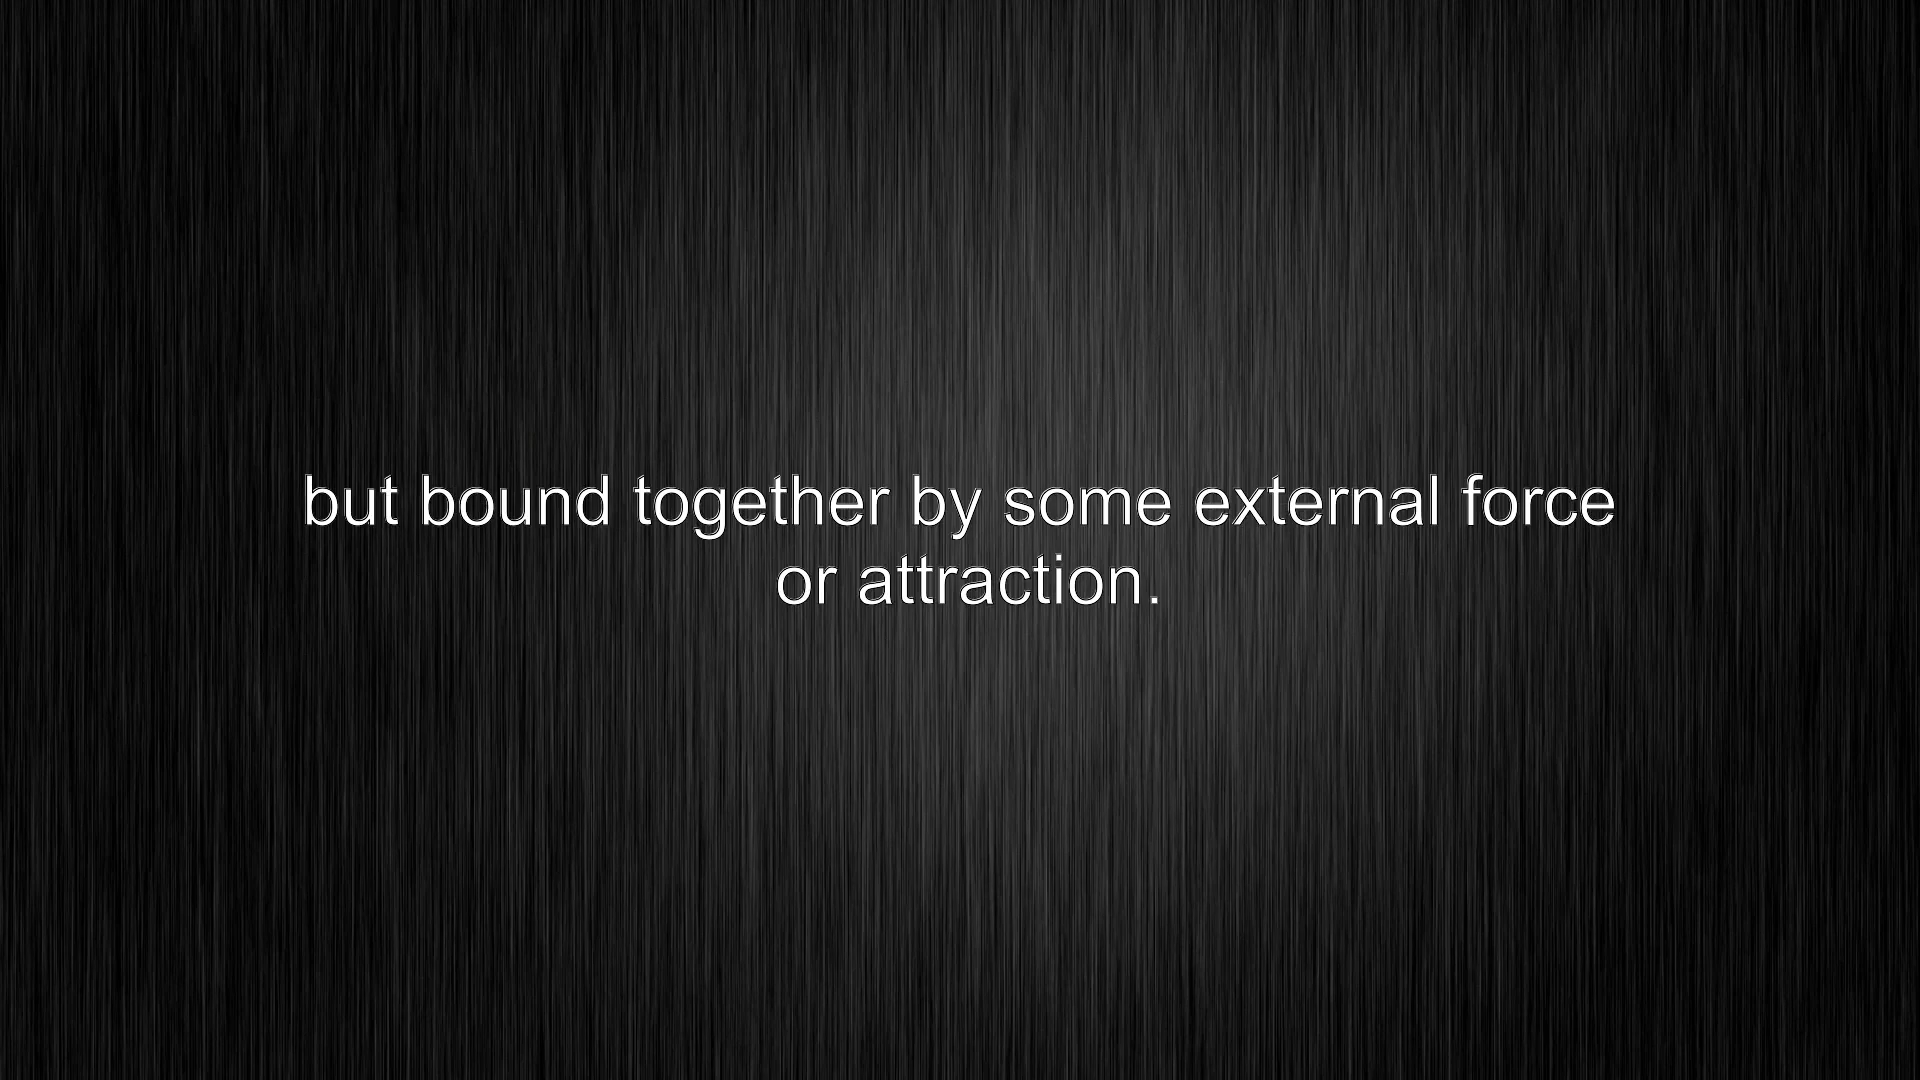 but bound together by some external force
or attraction.